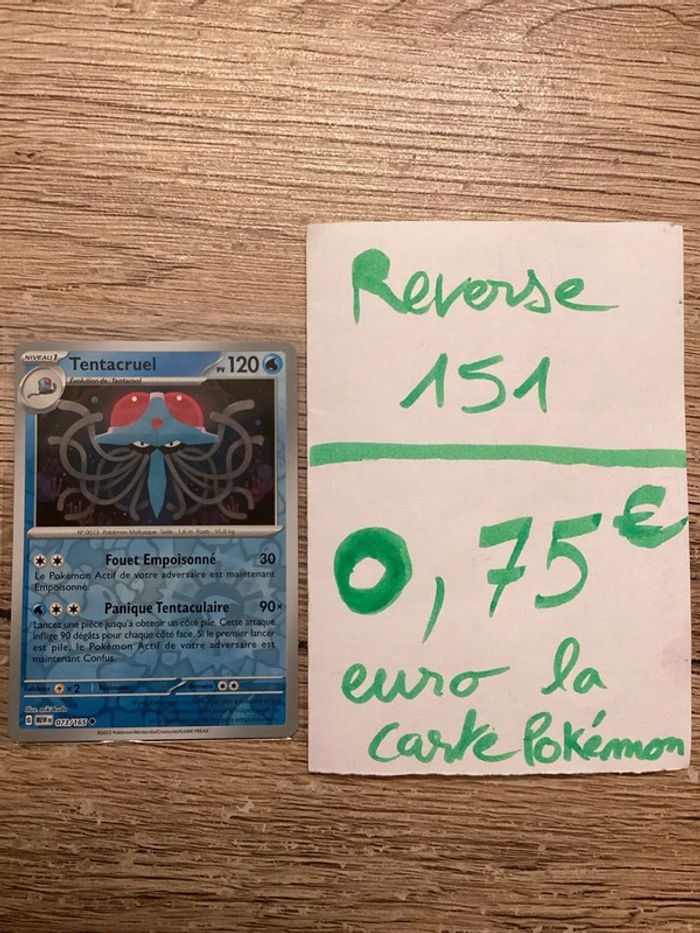 NIVEAU 1
Tentacruel
PV 120
Évolution de : Tentacool
N° 0073 Pokémon Mollusque Taille : 1,6 m Poids : 55,0 kg
Fouet Empoisonné 30
Le Pokémon Actif de votre adversaire est maintenant
Empoisonné.
Panique Tentaculaire 90×
Lancez une pièce jusqu'à obtenir un côté pile. Cette attaque
inflige 90 dégâts pour chaque côté face. Si le premier lancer
est pile, le Pokémon Actif de votre adversaire est
maintenant Confus.
Faiblesse ×2 Résistance Retraite
Illus.
G MEW FR 073/165
©2023 Pokémon/Nintendo/Creatures/GAME FREAK
Reverse
151
0,75€
euro la
carte Pokémon